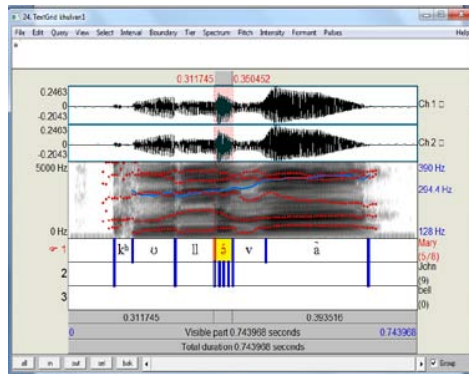 24. TextGrid khulvan1
File Edit Query View Select Interval Boundary Tier Spectrum Pitch Intensity Formant Pulses Help
0.311745 0.350452
0.2463
0
-0.2043
Ch 1
0.2463
0
-0.2043
Ch 2
5000 Hz 390 Hz
294.4 Hz
0 Hz 128 Hz
1 kʰ ʊ ll v Mary
(5/8)
2 John
(9)
3 bell
(0)
0.311745 0.393516
0 Visible part 0.743968 seconds 0.743968
Total duration 0.743968 seconds
all in out sel bak Group